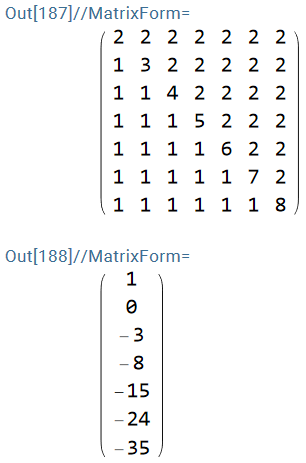 Out[187]//MatrixForm=
2 2 2 2 2 2 2
1 3 2 2 2 2 2
1 1 4 2 2 2 2
1 1 1 5 2 2 2
1 1 1 1 6 2 2
1 1 1 1 1 7 2
1 1 1 1 1 1 8
Out[188]//MatrixForm=
1
0
-3
-8
-15
-24
-35